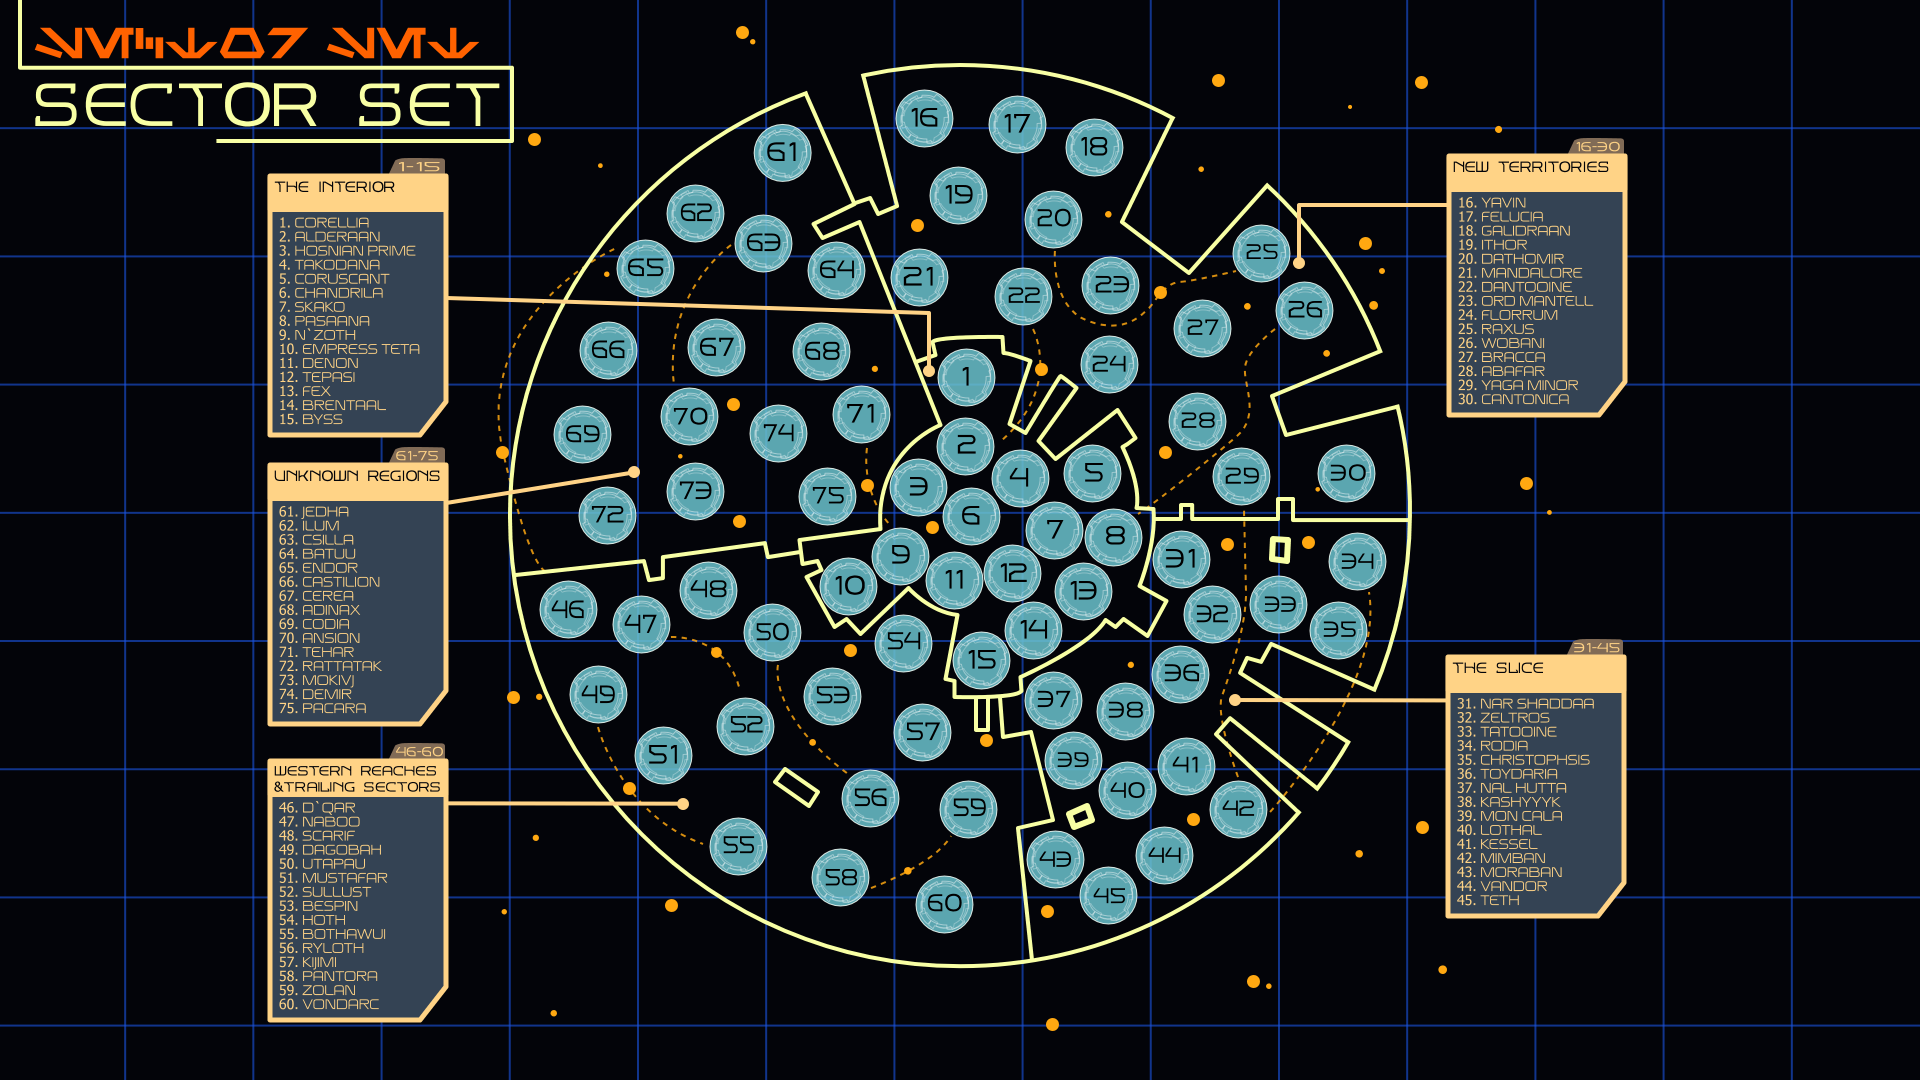 SECTOR SET
SECTOR SET
1-15
THE INTERIOR
1. CORELLIA
2. ALDERAAN
3. HOSNIAN PRIME
4. TAKODANA
5. CORUSCANT
6. CHANDRILA
7. SKAKO
8. PASAANA
9. N`ZOTH
10. EMPRESS TETA
11. DENON
12. TEPASI
13. FEX
14. BRENTAAL
15. BYSS
61-75
UNKNOWN REGIONS
61. JEDHA
62. ILUM
63. CSILLA
64. BATUU
65. ENDOR
66. CASTILION
67. CEREA
68. ADINAX
69. CODIA
70. ANSION
71. TEHAR
72. RATTATAK
73. MOKIVJ
74. DEMIR
75. PACARA
46-60
WESTERN REACHES
&TRAILING SECTORS
46. D`QAR
47. NABOO
48. SCARIF
49. DAGOBAH
50. UTAPAU
51. MUSTAFAR
52. SULLUST
53. BESPIN
54. HOTH
55. BOTHAWUI
56. RYLOTH
57. KIJIMI
58. PANTORA
59. ZOLAN
60. VONDARC
16
17
18
61
19
62
20
63
25
65
64
21
23
22
26
27
66
67
68
24
1
70
71
28
69
74
2
30
5
29
4
3
73
75
72
6
7
8
9
31
34
12
11
10
48
13
33
46
32
47
50
14
35
54
15
36
49
53
37
38
52
57
51
39
41
40
56
59
42
55
43
44
58
45
60
16-30
NEW TERRITORIES
16. YAVIN
17. FELUCIA
18. GALIDRAAN
19. ITHOR
20. DATHOMIR
21. MANDALORE
22. DANTOOINE
23. ORD MANTELL
24. FLORRUM
25. RAXUS
26. WOBANI
27. BRACCA
28. ABAFAR
29. YAGA MINOR
30. CANTONICA
31-45
THE SLICE
31. NAR SHADDAA
32. ZELTROS
33. TATOOINE
34. RODIA
35. CHRISTOPHSIS
36. TOYDARIA
37. NAL HUTTA
38. KASHYYYK
39. MON CALA
40. LOTHAL
41. KESSEL
42. MIMBAN
43. MORABAN
44. VANDOR
45. TETH